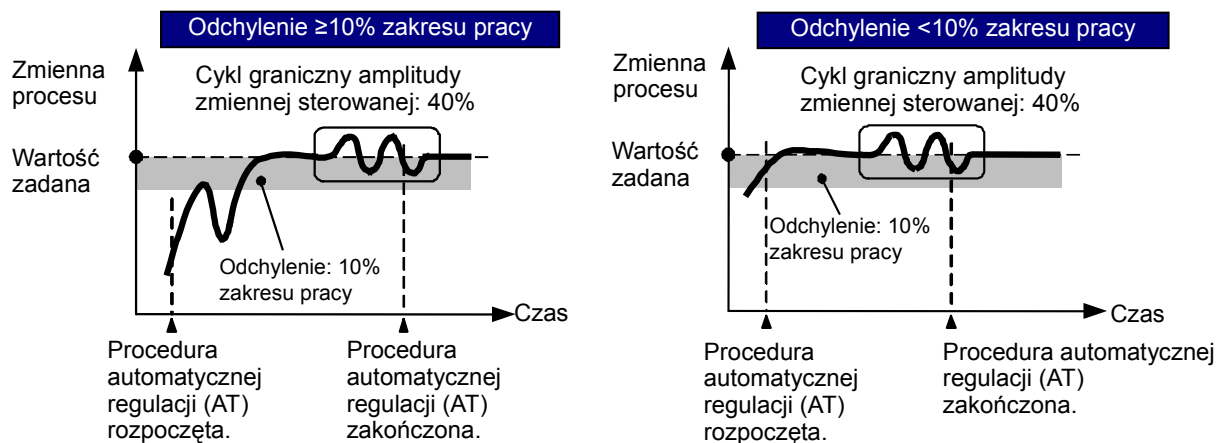 Odchylenie ≥10% zakresu pracy
Zmienna
procesu
Cykl graniczny amplitudy
zmiennej sterowanej: 40%
Wartość
zadana
Odchylenie: 10%
zakresu pracy
Czas
Procedura
automatycznej
regulacji (AT)
rozpoczęta.
Procedura
automatycznej
regulacji (AT)
zakończona.
Odchylenie <10% zakresu pracy
Zmienna
procesu
Cykl graniczny amplitudy
zmiennej sterowanej: 40%
Wartość
zadana
Odchylenie: 10%
zakresu pracy
Czas
Procedura
automatycznej
regulacji (AT)
rozpoczęta.
Procedura automatycznej
regulacji (AT)
zakończona.